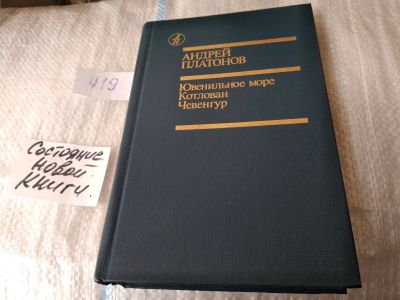 419
АНДРЕЙ
ПЛАТОНОВ
Ювенильное море
Котлован
Чевенгур
Состояние
новой
книги.